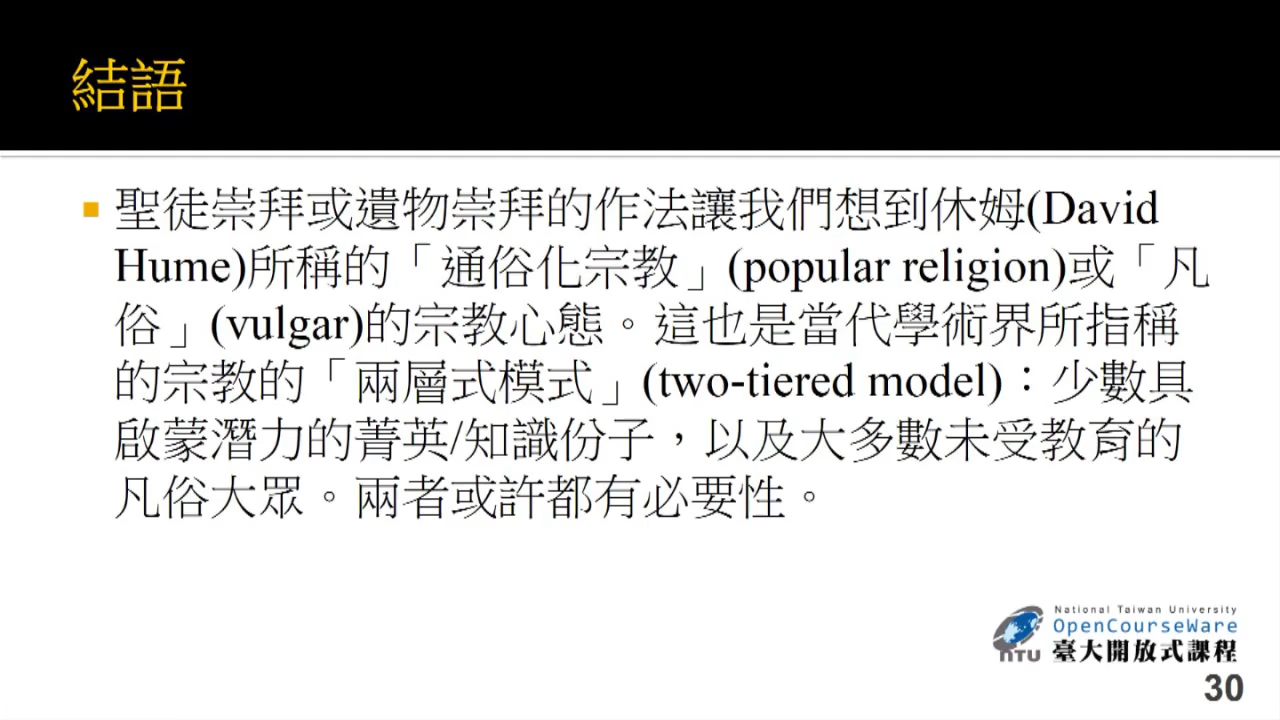 結語
聖徒崇拜或遺物崇拜的作法讓我們想到休姆(David
Hume)所稱的「通俗化宗教」(popular religion)或「凡
俗」(vulgar)的宗教心態。這也是當代學術界所指稱
的宗教的「兩層式模式」(two-tiered model)：少數具
啟蒙潛力的菁英/知識份子，以及大多數未受教育的
凡俗大眾。兩者或許都有必要性。
National Taiwan University
OpenCourseWare
NTU 臺大開放式課程
30